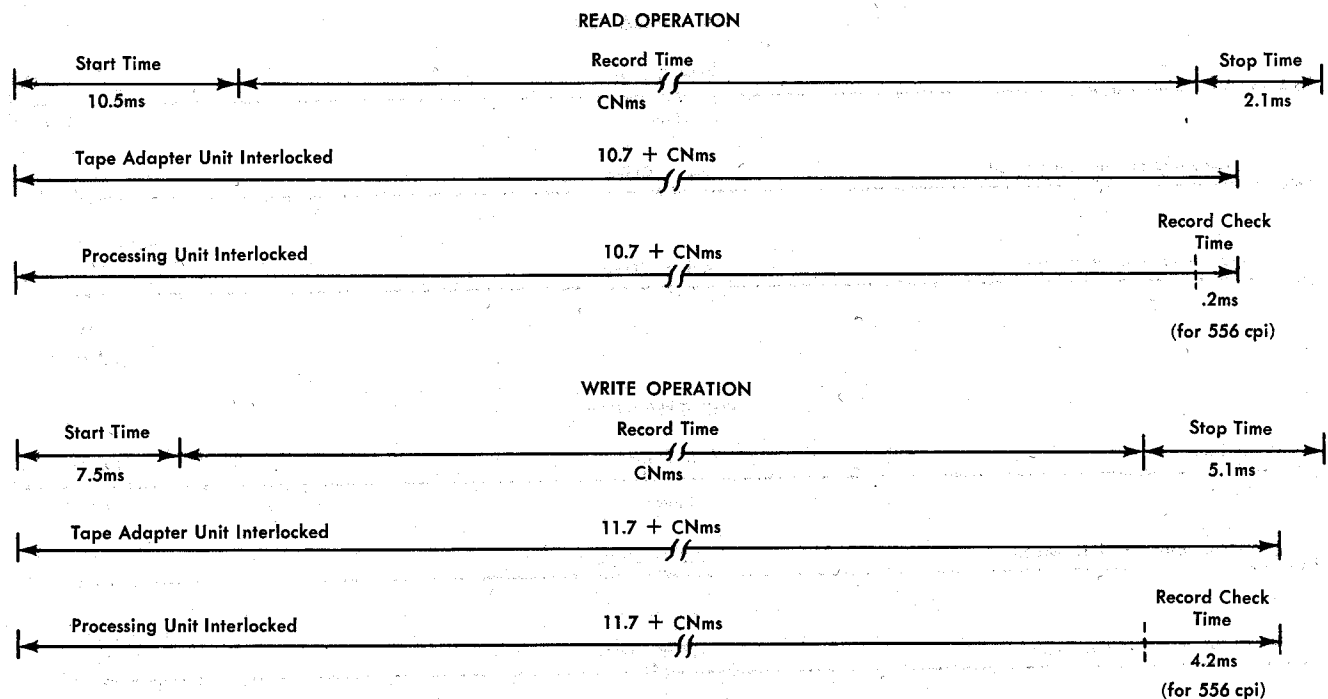 READ OPERATION
Start Time
Record Time
Stop Time
10.5ms
CNms
2.1ms
Tape Adapter Unit Interlocked
10.7 + CNms
Processing Unit Interlocked
10.7 + CNms
Record Check
Time
.2ms
(for 556 cpi)
WRITE OPERATION
Start Time
Record Time
Stop Time
7.5ms
CNms
5.1ms
Tape Adapter Unit Interlocked
11.7 + CNms
Processing Unit Interlocked
11.7 + CNms
Record Check
Time
4.2ms
(for 556 cpi)